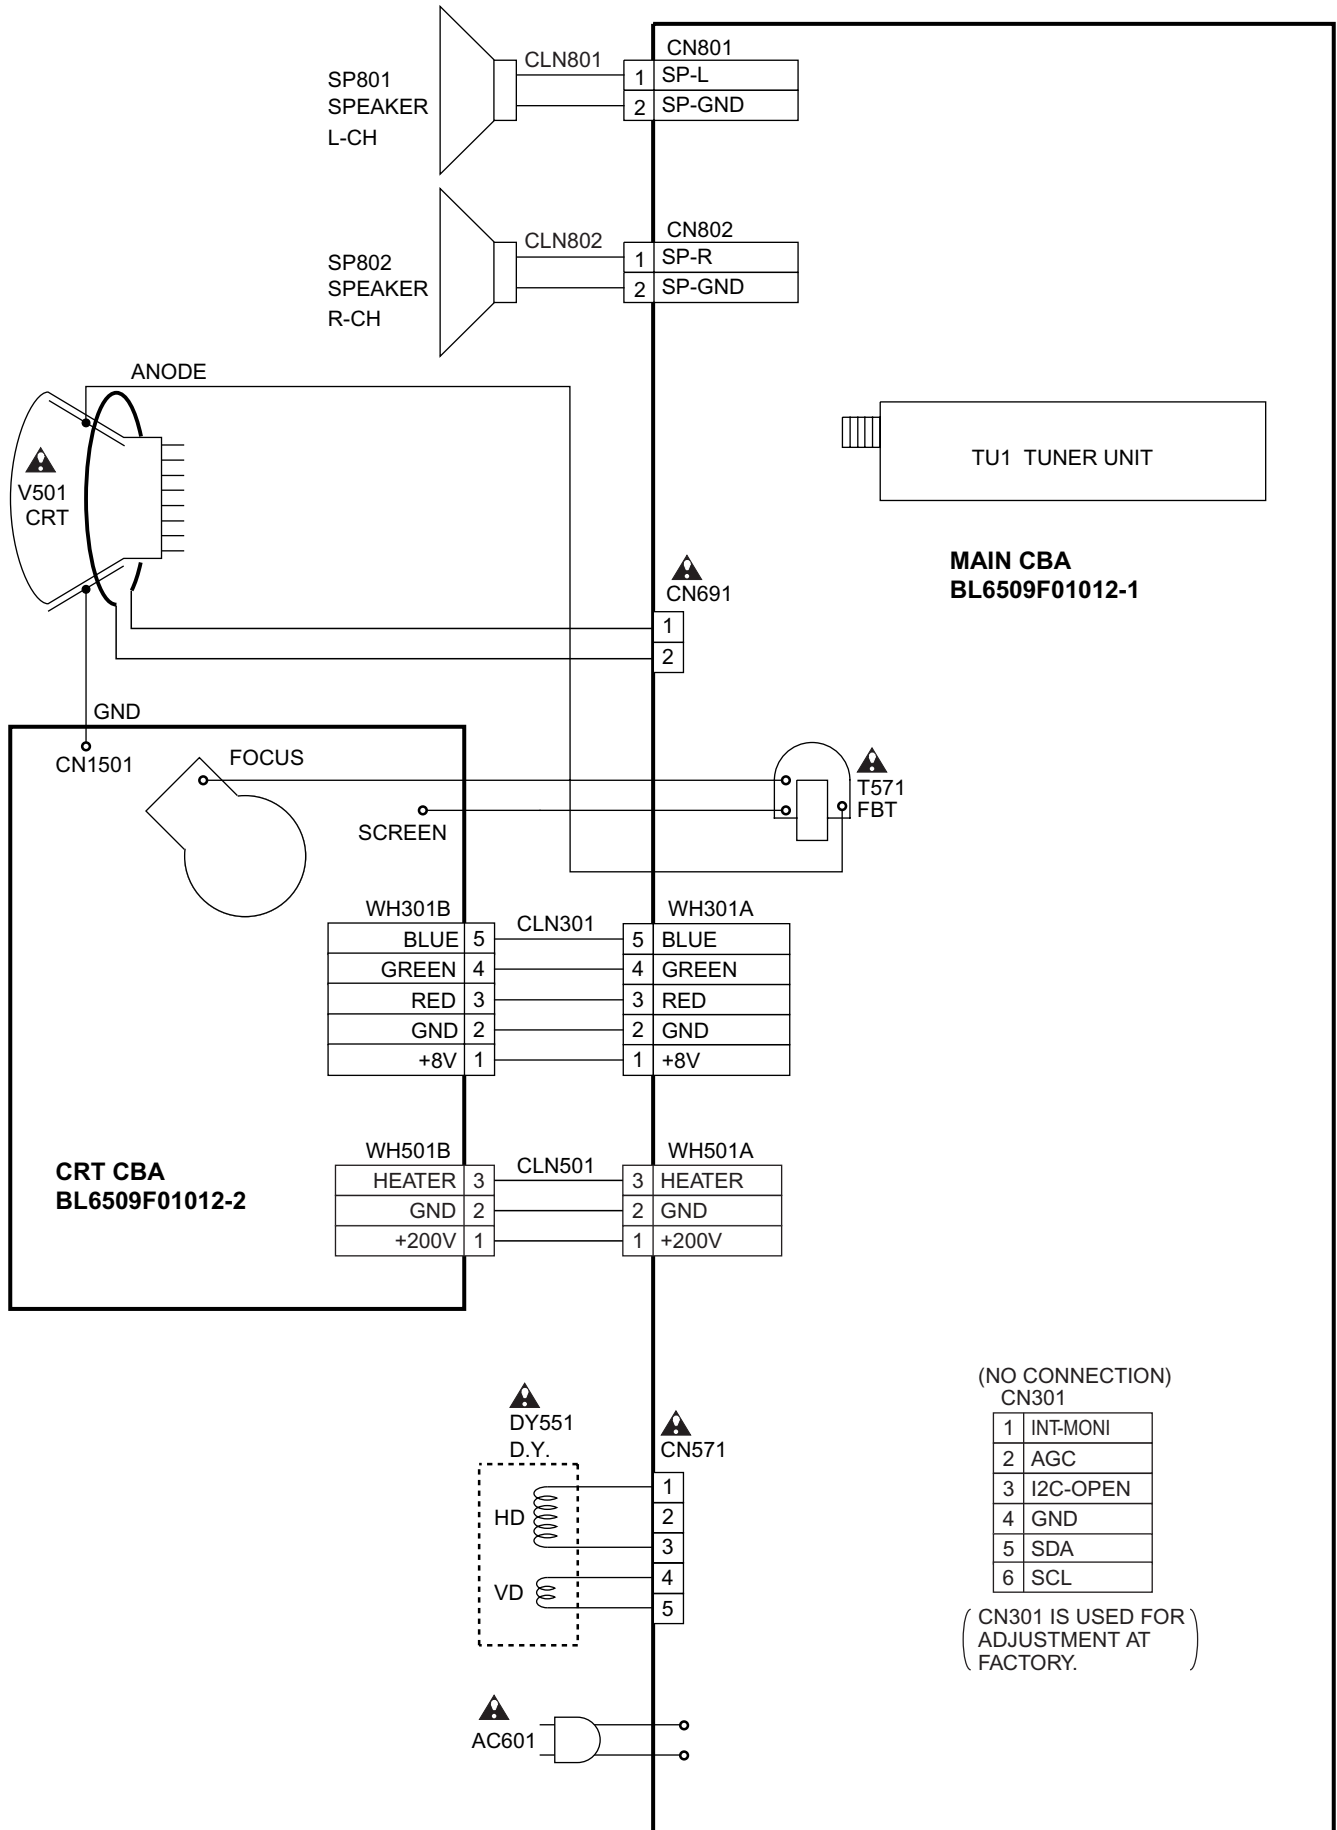 CN801
CLN801
SP801
SPEAKER
L-CH
1 SP-L
2 SP-GND
CN802
CLN802
SP802
SPEAKER
R-CH
1 SP-R
2 SP-GND
ANODE
V501
CRT
TU1 TUNER UNIT
MAIN CBA
BL6509F01012-1
CN691
1
2
GND
CN1501
FOCUS
SCREEN
T571
FBT
WH301B
CLN301
WH301A
BLUE 5 5 BLUE
GREEN 4 4 GREEN
RED 3 3 RED
GND 2 2 GND
+8V 1 1 +8V
CRT CBA
BL6509F01012-2
WH501B
CLN501
WH501A
HEATER 3 3 HEATER
GND 2 2 GND
+200V 1 1 +200V
DY551
D.Y.
HD
VD
CN571
1
2
3
4
5
(NO CONNECTION)
CN301
1 INT-MONI
2 AGC
3 I2C-OPEN
4 GND
5 SDA
6 SCL
( CN301 IS USED FOR
ADJUSTMENT AT
FACTORY. )
AC601